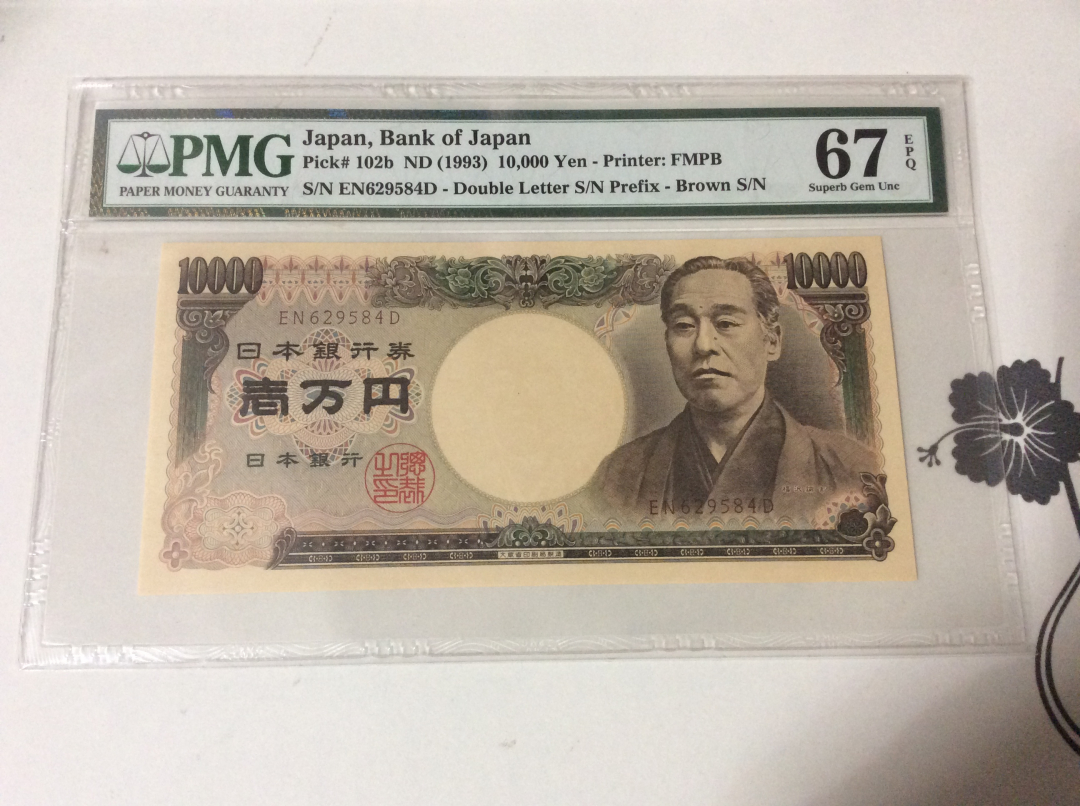 PMG
PAPER MONEY GUARANTY
Japan, Bank of Japan
Pick# 102b ND (1993) 10,000 Yen - Printer: FMPB
S/N EN629584D - Double Letter S/N Prefix - Brown S/N
67
EPQ
Superb Gem Unc
10000
10000
EN629584D
日本銀行券
壱万円
日本銀行
EN629584D